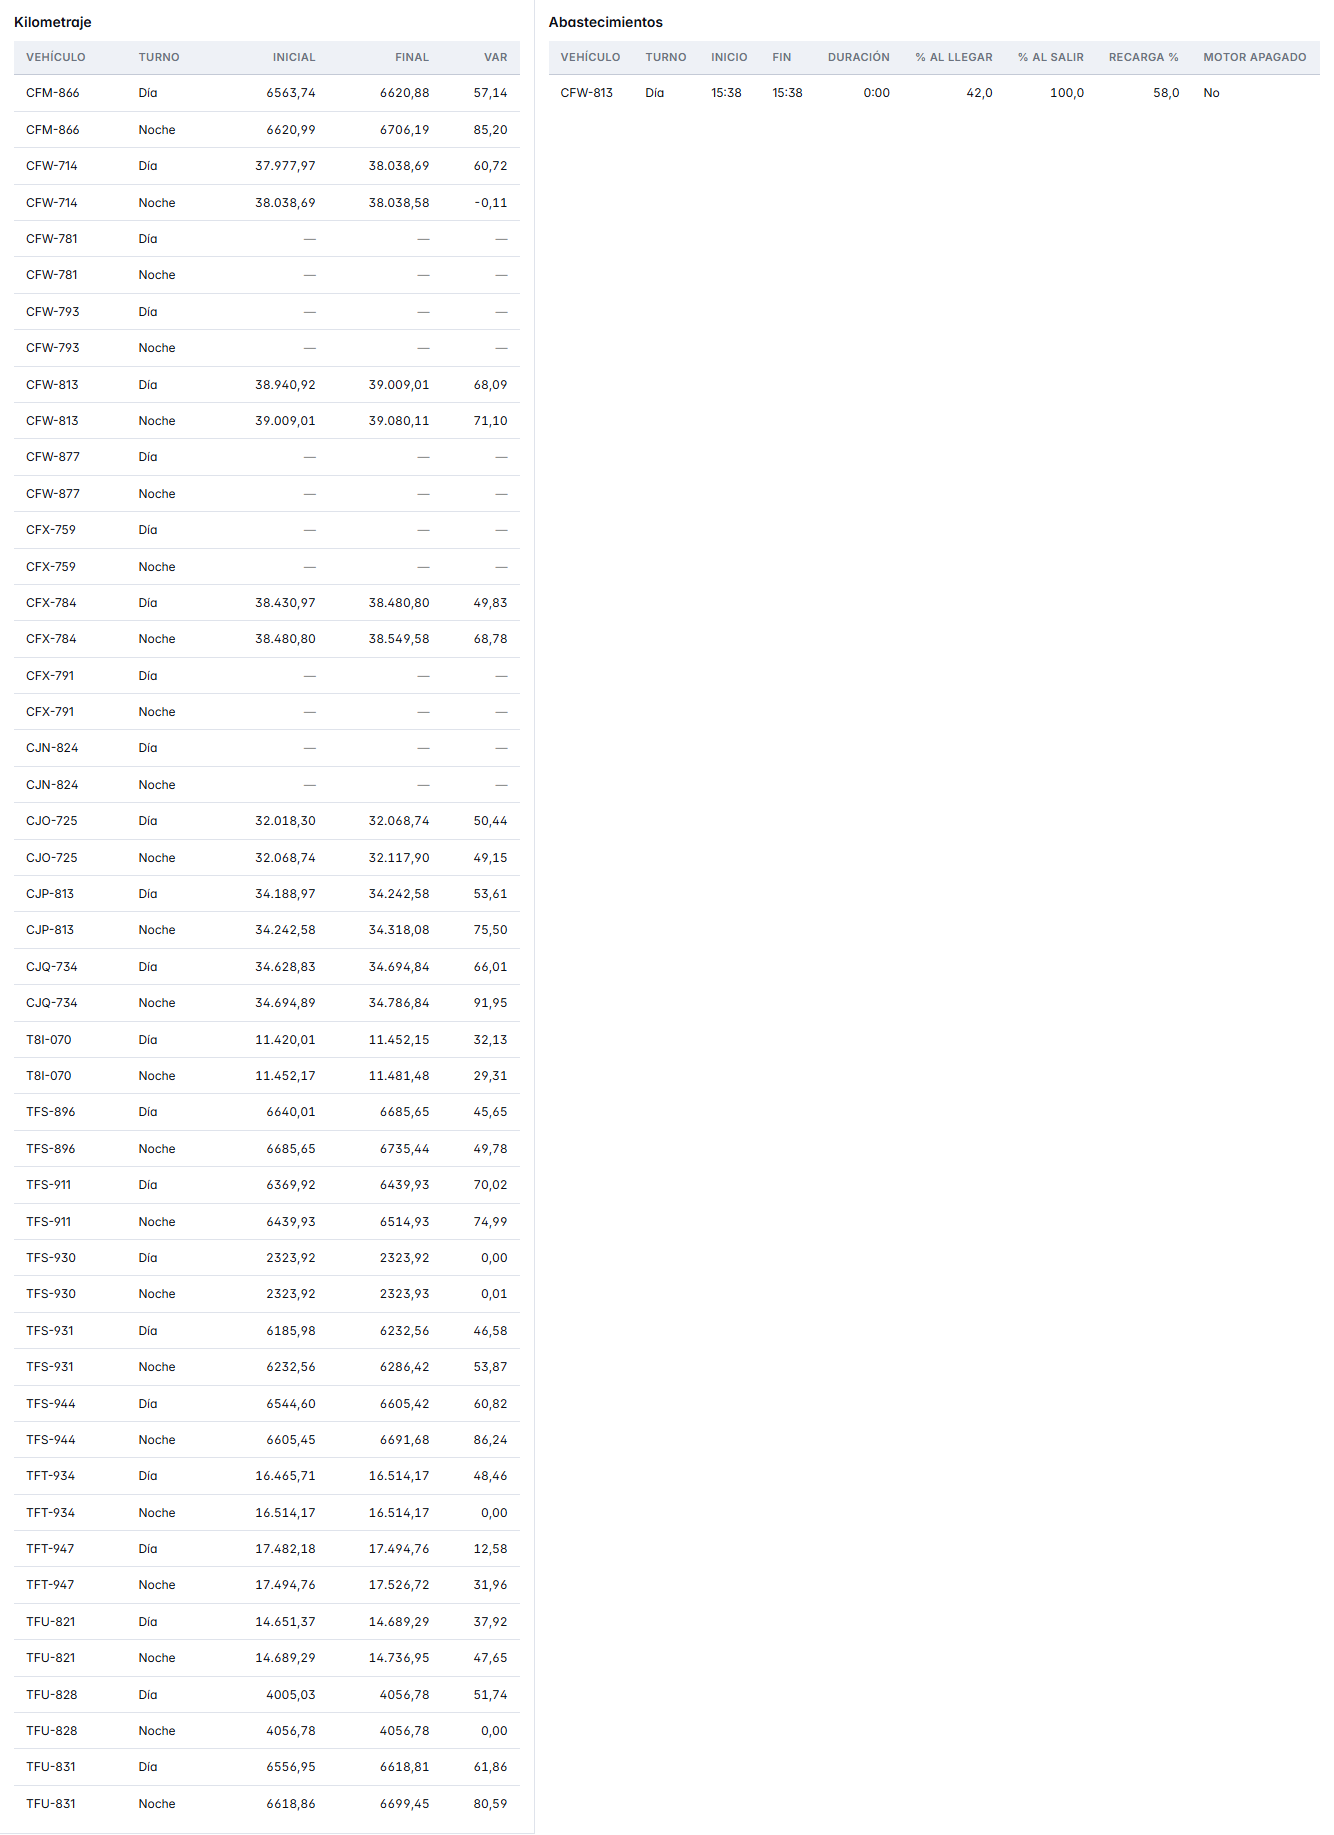 Kilometraje
VEHÍCULO TURNO INICIAL FINAL VAR
CFM-866 Día 6563,74 6620,88 57,14
CFM-866 Noche 6620,99 6706,19 85,20
CFW-714 Día 37.977,97 38.038,69 60,72
CFW-714 Noche 38.038,69 38.038,58 -0,11
CFW-781 Día — — —
CFW-781 Noche — — —
CFW-793 Día — — —
CFW-793 Noche — — —
CFW-813 Día 38.940,92 39.009,01 68,09
CFW-813 Noche 39.009,01 39.080,11 71,10
CFW-877 Día — — —
CFW-877 Noche — — —
CFX-759 Día — — —
CFX-759 Noche — — —
CFX-784 Día 38.430,97 38.480,80 49,83
CFX-784 Noche 38.480,80 38.549,58 68,78
CFX-791 Día — — —
CFX-791 Noche — — —
CJN-824 Día — — —
CJN-824 Noche — — —
CJO-725 Día 32.018,30 32.068,74 50,44
CJO-725 Noche 32.068,74 32.117,90 49,15
CJP-813 Día 34.188,97 34.242,58 53,61
CJP-813 Noche 34.242,58 34.318,08 75,50
CJQ-734 Día 34.628,83 34.694,84 66,01
CJQ-734 Noche 34.694,89 34.786,84 91,95
T8I-070 Día 11.420,01 11.452,15 32,13
T8I-070 Noche 11.452,17 11.481,48 29,31
TFS-896 Día 6640,01 6685,65 45,65
TFS-896 Noche 6685,65 6735,44 49,78
TFS-911 Día 6369,92 6439,93 70,02
TFS-911 Noche 6439,93 6514,93 74,99
TFS-930 Día 2323,92 2323,92 0,00
TFS-930 Noche 2323,92 2323,93 0,01
TFS-931 Día 6185,98 6232,56 46,58
TFS-931 Noche 6232,56 6286,42 53,87
TFS-944 Día 6544,60 6605,42 60,82
TFS-944 Noche 6605,45 6691,68 86,24
TFT-934 Día 16.465,71 16.514,17 48,46
TFT-934 Noche 16.514,17 16.514,17 0,00
TFT-947 Día 17.482,18 17.494,76 12,58
TFT-947 Noche 17.494,76 17.526,72 31,96
TFU-821 Día 14.651,37 14.689,29 37,92
TFU-821 Noche 14.689,29 14.736,95 47,65
TFU-828 Día 4005,03 4056,78 51,74
TFU-828 Noche 4056,78 4056,78 0,00
TFU-831 Día 6556,95 6618,81 61,86
TFU-831 Noche 6618,86 6699,45 80,59
Abastecimientos
VEHÍCULO TURNO INICIO FIN DURACIÓN % AL LLEGAR % AL SALIR RECARGA % MOTOR APAGADO
CFW-813 Día 15:38 15:38 0:00 42,0 100,0 58,0 No